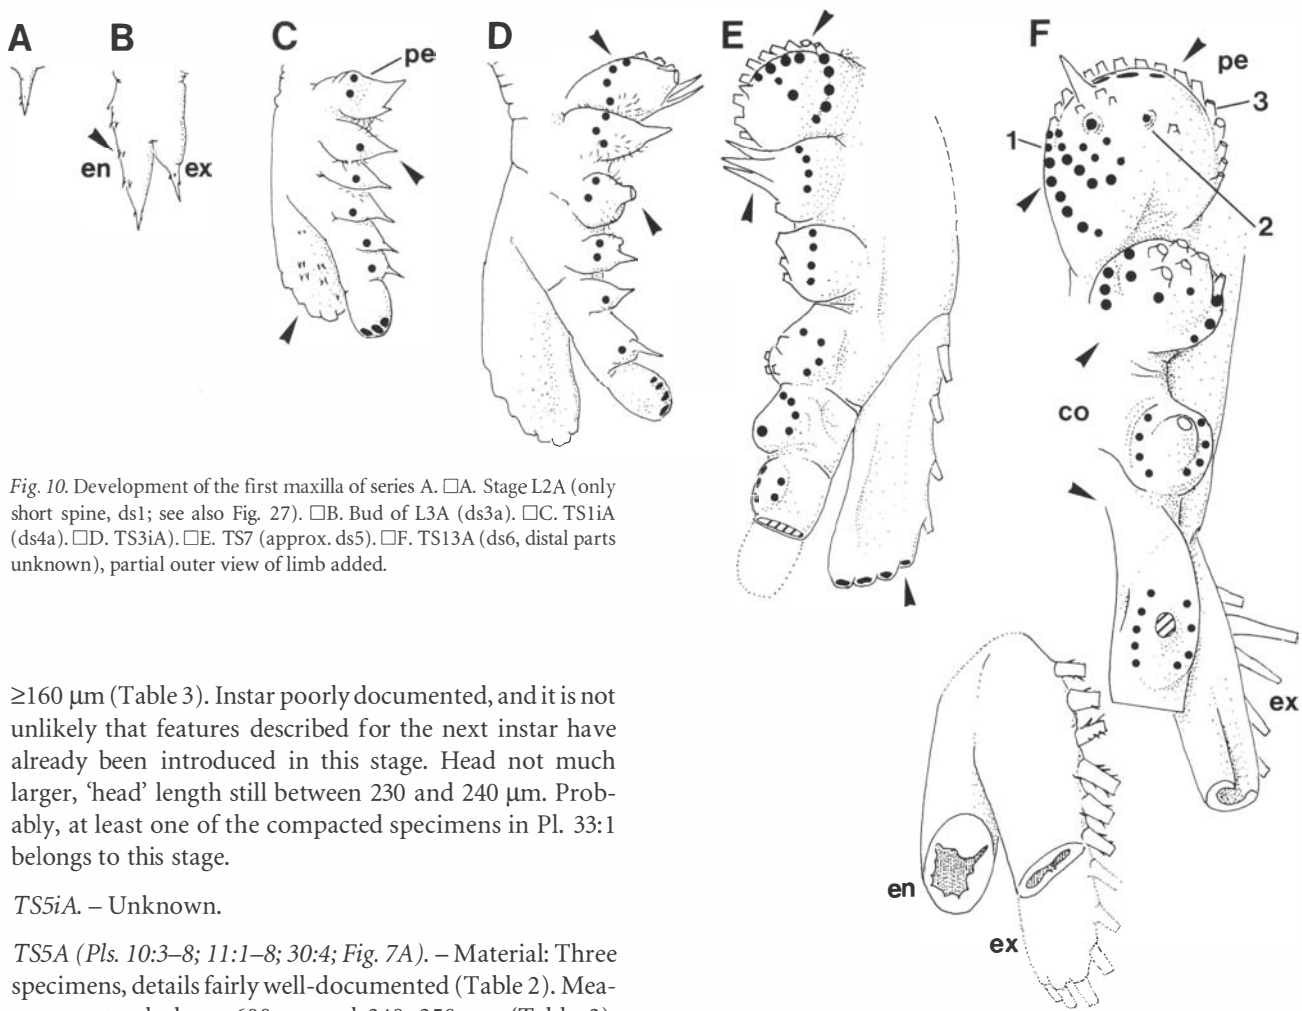 A
B
C
D
E
F
pe
pe
3
1
2
en
ex
co
ex
en
ex
Fig. 10. Development of the first maxilla of series A. □A. Stage L2A (only
short spine, ds1; see also Fig. 27). □B. Bud of L3A (ds3a). □C. TS1iA
(ds4a). □D. TS3iA). □E. TS7 (approx. ds5). □F. TS13A (ds6, distal parts
unknown), partial outer view of limb added.
≥160 µm (Table 3). Instar poorly documented, and it is not
unlikely that features described for the next instar have
already been introduced in this stage. Head not much
larger, ‘head’ length still between 230 and 240 µm. Prob-
ably, at least one of the compacted specimens in Pl. 33:1
belongs to this stage.
TS5iA. – Unknown.
TS5A (Pls. 10:3–8; 11:1–8; 30:4; Fig. 7A). – Material: Three
specimens, details fairly well-documented (Table 2). Mea-